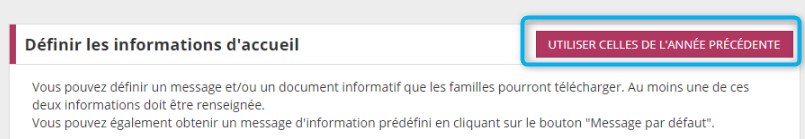 Définir les informations d'accueil
UTILISER CELLES DE L'ANNÉE PRÉCÉDENTE
Vous pouvez définir un message et/ou un document informatif que les familles pourront télécharger. Au moins une de ces
deux informations doit être renseignée.
Vous pouvez également obtenir un message d'information prédéfini en cliquant sur le bouton "Message par défaut".